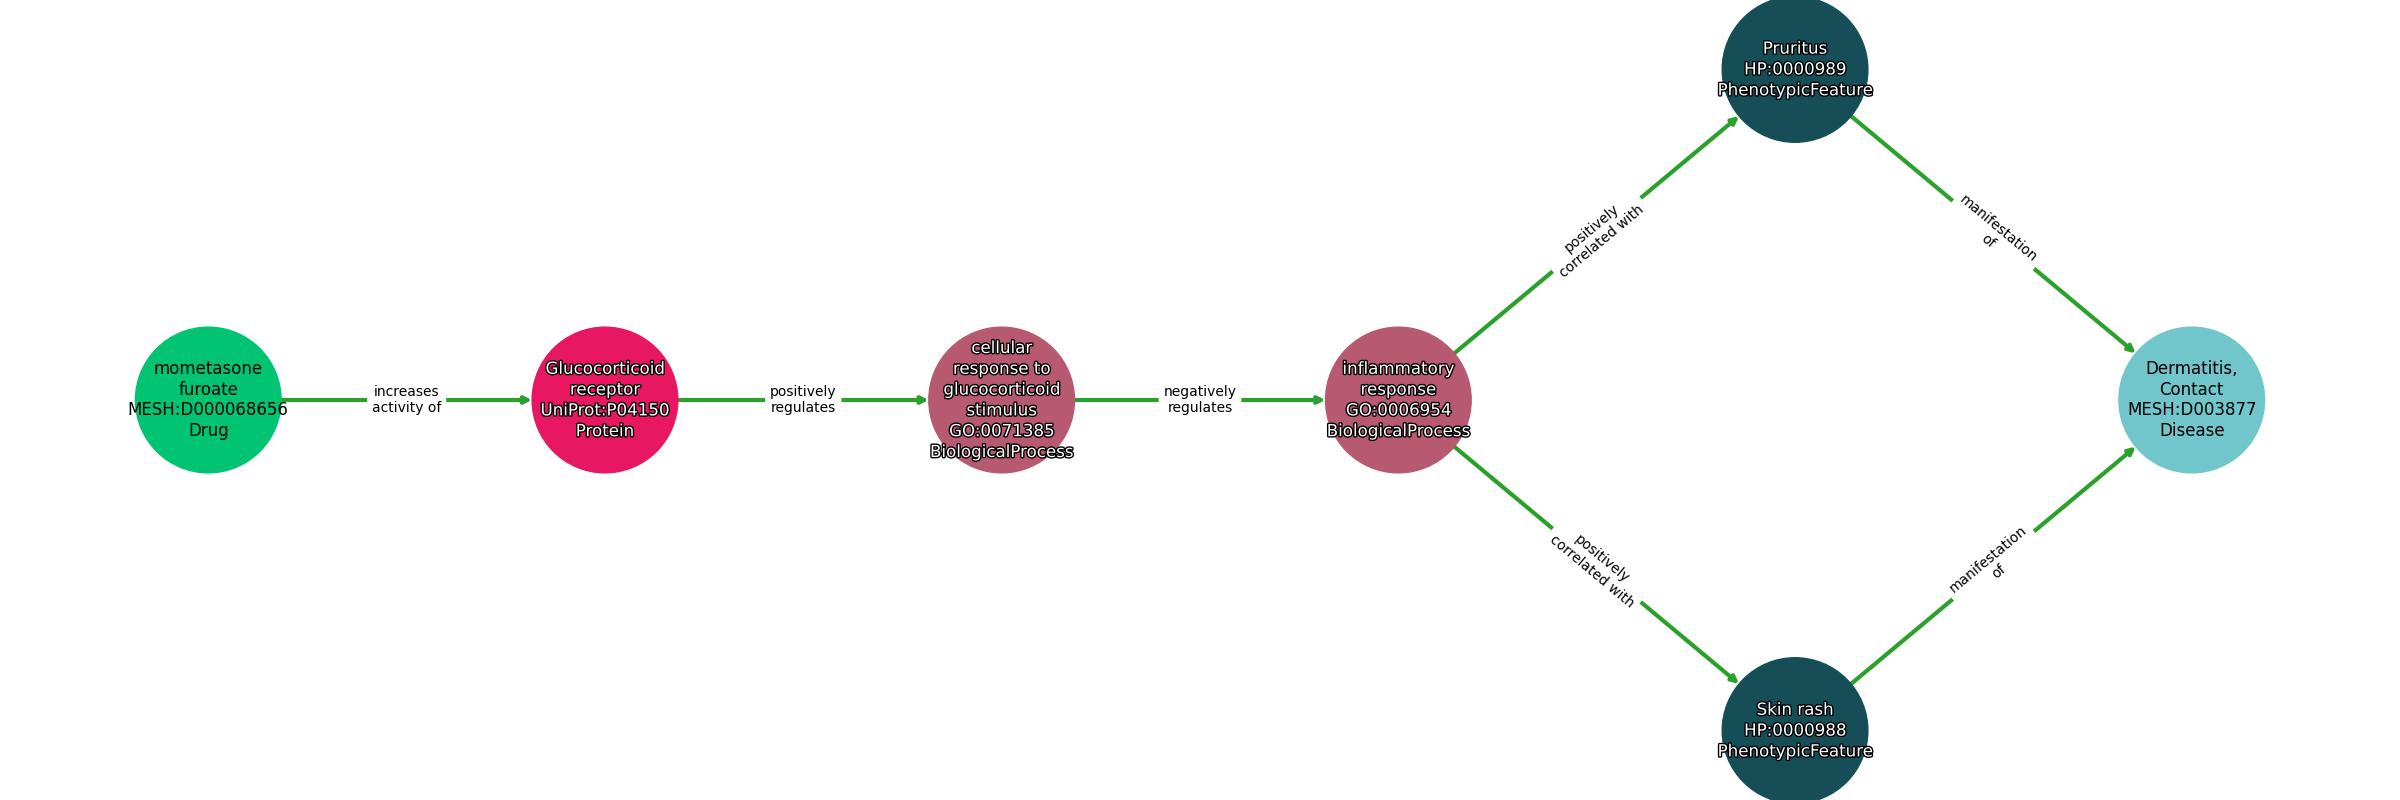 Pruritus
HP:0000989
PhenotypicFeature
positively
correlated with
manifestation
of
mometasone
furoate
MESH:D000068656
Drug
increases
activity of
Glucocorticoid
receptor
UniProt:P04150
Protein
positively
regulates
cellular
response to
glucocorticoid
stimulus
GO:0071385
BiologicalProcess
negatively
regulates
inflammatory
response
GO:0006954
BiologicalProcess
Dermatitis,
Contact
MESH:D003877
Disease
positively
correlated with
manifestation
of
Skin rash
HP:0000988
PhenotypicFeature